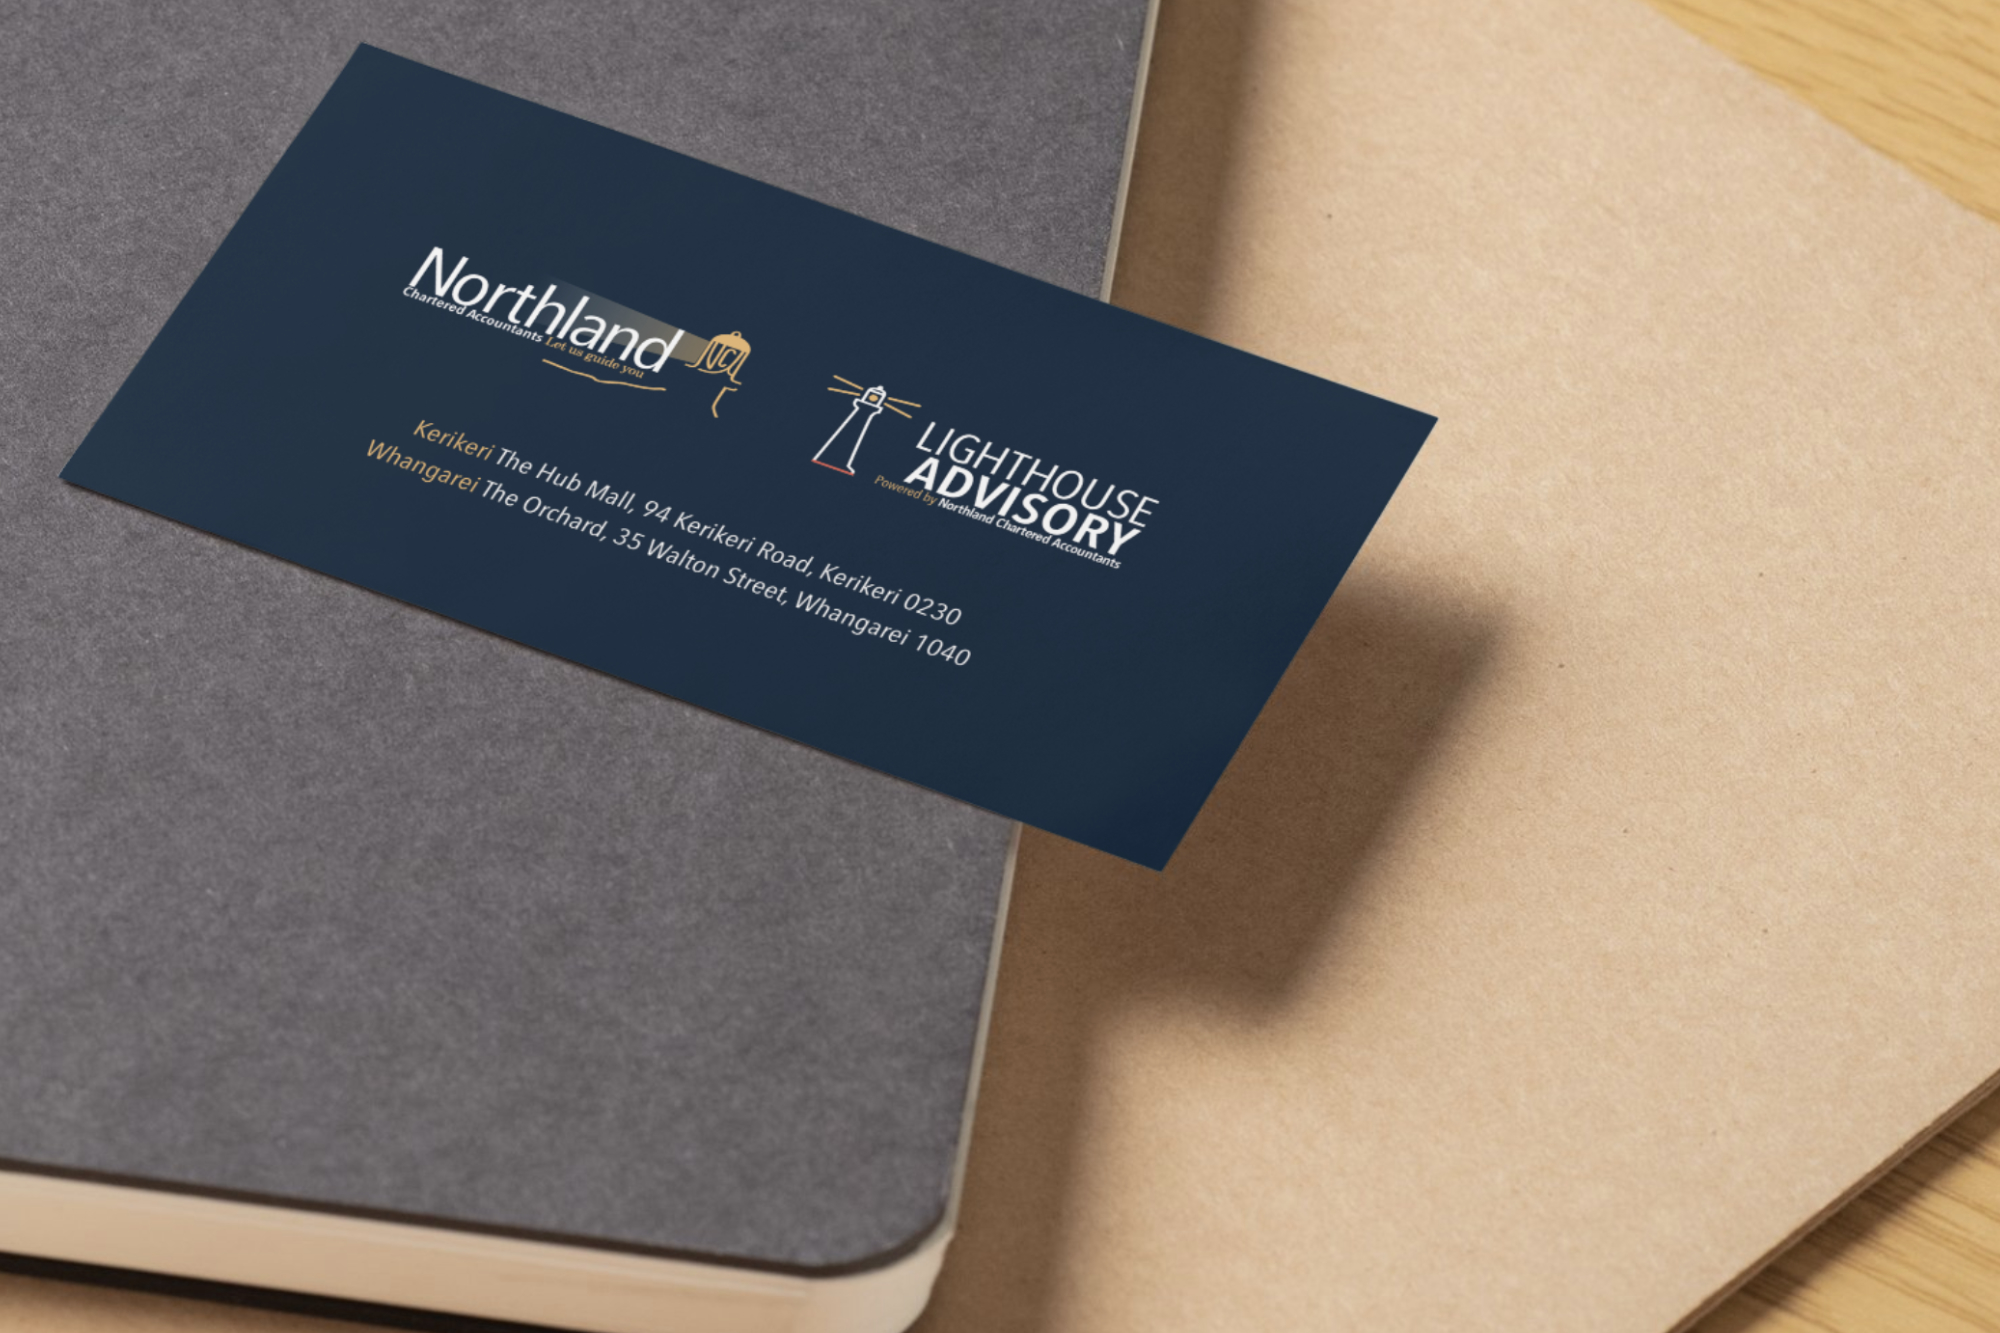 Northland
Chartered Accountants Let us guide you
NCA
LIGHTHOUSE
ADVISORY
Powered by Northland Chartered Accountants
Kerikeri The Hub Mall, 94 Kerikeri Road, Kerikeri 0230
Whangarei The Orchard, 35 Walton Street, Whangarei 1040